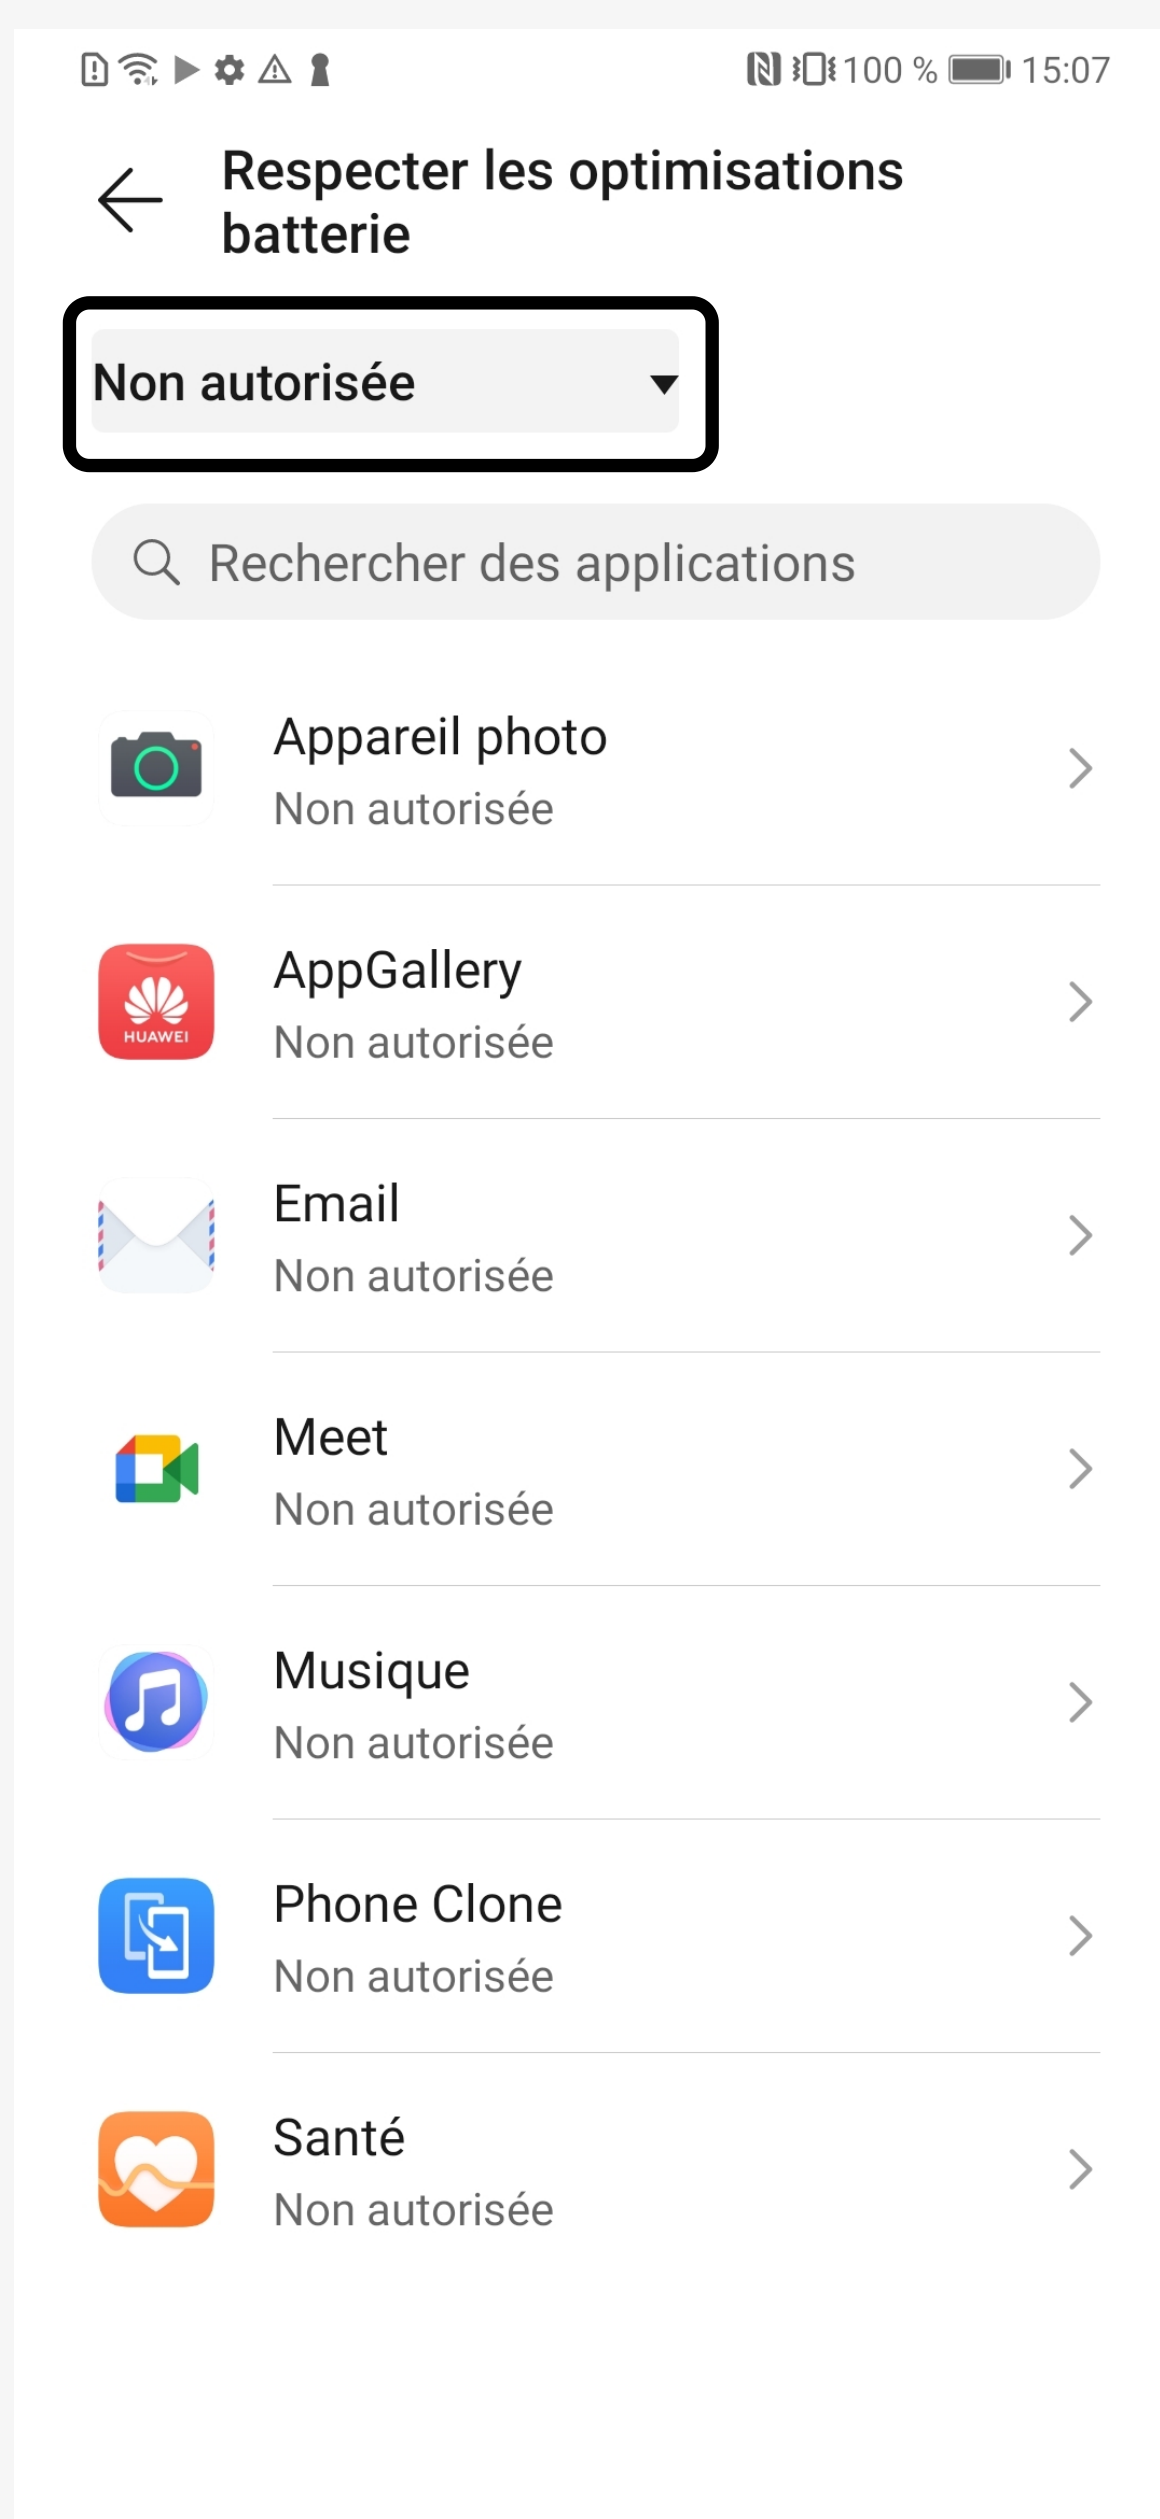 100 % 15:07
Respecter les optimisations
batterie
Non autorisée
Rechercher des applications
Appareil photo
Non autorisée
HUAWEI
AppGallery
Non autorisée
Email
Non autorisée
Meet
Non autorisée
Musique
Non autorisée
Phone Clone
Non autorisée
Santé
Non autorisée